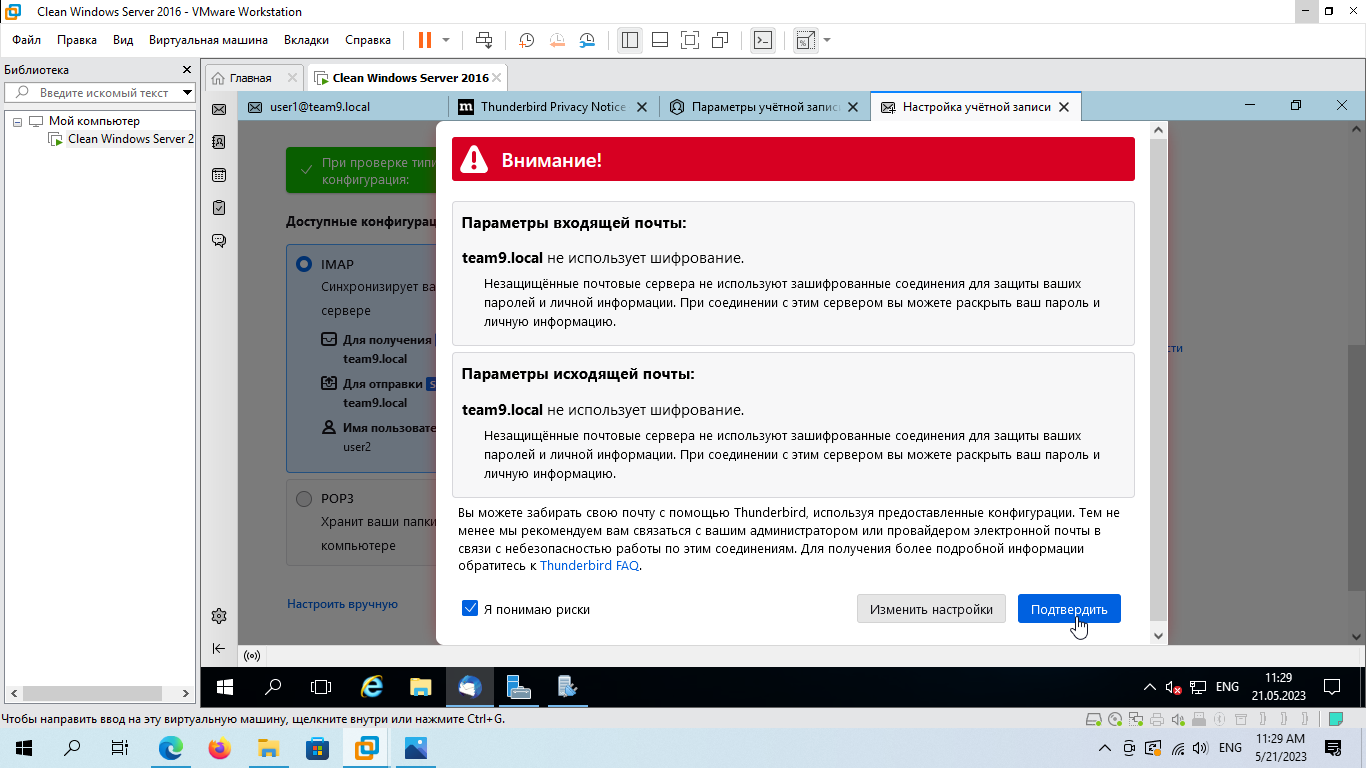 Clean Windows Server 2016 - VMware Workstation
Файл Правка Вид Виртуальная машина Вкладки Справка
Библиотека
Введите искомый текст
Мой компьютер
Clean Windows Server 2
Главная
Clean Windows Server 2016
user1@team9.local
Thunderbird Privacy Notice
Параметры учётной запис
Настройка учётной записи
При проверке типи
конфигурация:
Доступные конфигурац
IMAP
Синхронизирует ва
сервере
Для получения
team9.local
Для отправки S
team9.local
Имя пользовате
user2
POP3
Хранит ваши папки
компьютере
Настроить вручную
сти
Внимание!
Параметры входящей почты:
team9.local не использует шифрование.
Незащищённые почтовые сервера не используют зашифрованные соединения для защиты ваших
паролей и личной информации. При соединении с этим сервером вы можете раскрыть ваш пароль и
личную информацию.
Параметры исходящей почты:
team9.local не использует шифрование.
Незащищённые почтовые сервера не используют зашифрованные соединения для защиты ваших
паролей и личной информации. При соединении с этим сервером вы можете раскрыть ваш пароль и
личную информацию.
Вы можете забирать свою почту с помощью Thunderbird, используя предоставленные конфигурации. Тем не
менее мы рекомендуем вам связаться с вашим администратором или провайдером электронной почты в
связи с небезопасностью работы по этим соединениям. Для получения более подробной информации
обратитесь к Thunderbird FAQ.
Я понимаю риски
Изменить настройки
Подтвердить
ENG
11:29
21.05.2023
Чтобы направить ввод на эту виртуальную машину, щелкните внутри или нажмите Ctrl+G.
ENG
11:29 AM
5/21/2023